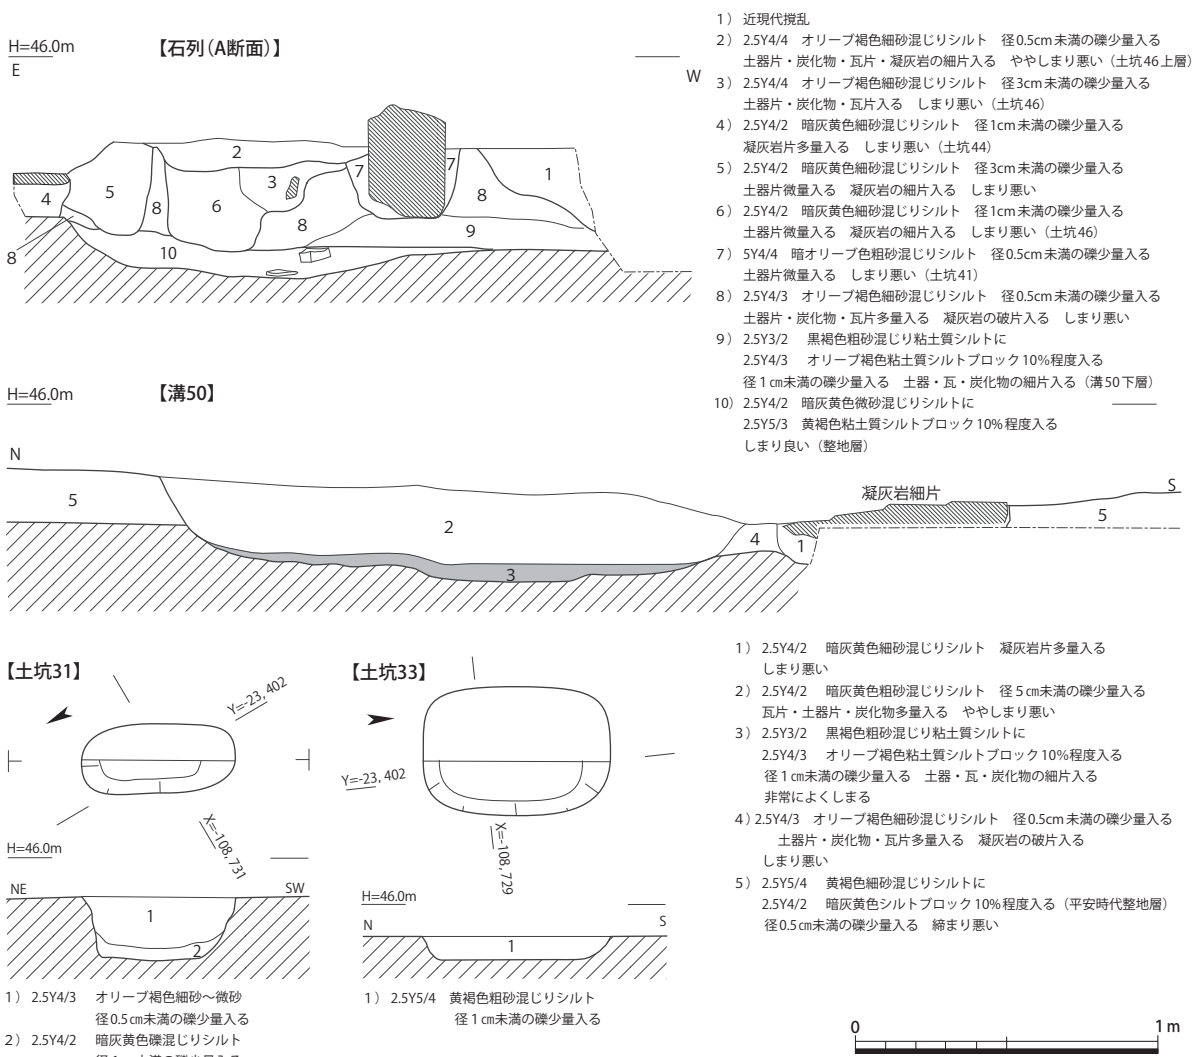 H=46.0m
【石列(A断面)】
E
W
2
1
3
7
7
5
4
8
6
8
8
9
10
8
1) 近現代撹乱
2) 2.5Y4/4 オリーブ褐色細砂混じりシルト 径0.5cm未満の礫少量入る
土器片・炭化物・瓦片・凝灰岩の細片入る ややしまり悪い(土坑46上層)
3) 2.5Y4/4 オリーブ褐色細砂混じりシルト 径3cm未満の礫少量入る
土器片・炭化物・瓦片入る しまり悪い(土坑46)
4) 2.5Y4/2 暗灰黄色細砂混じりシルト 径1cm未満の礫少量入る
凝灰岩片多量入る しまり悪い(土坑44)
5) 2.5Y4/2 暗灰黄色細砂混じりシルト 径3cm未満の礫少量入る
土器片微量入る 凝灰岩の細片入る しまり悪い
6) 2.5Y4/2 暗灰黄色細砂混じりシルト 径1cm未満の礫少量入る
土器片微量入る 凝灰岩の細片入る しまり悪い(土坑46)
7) 5Y4/4 暗オリーブ色粗砂混じりシルト 径0.5cm未満の礫少量入る
土器片微量入る しまり悪い(土坑41)
8) 2.5Y4/3 オリーブ褐色細砂混じりシルト 径0.5cm未満の礫少量入る
土器片・炭化物・瓦片多量入る 凝灰岩の破片入る しまり悪い
9) 2.5Y3/2 黒褐色粗砂混じり粘土質シルトに
2.5Y4/3 オリーブ褐色粘土質シルトブロック10%程度入る
径1㎝未満の礫少量入る 土器・瓦・炭化物の細片入る(溝50下層)
10) 2.5Y4/2 暗灰黄色微砂混じりシルトに
2.5Y5/3 黄褐色粘土質シルトブロック10%程度入る
しまり良い(整地層)
H=46.0m
【溝50】
N
S
凝灰岩細片
5
2
4
1
5
3
1) 2.5Y4/2 暗灰黄色細砂混じりシルト 凝灰岩片多量入る
しまり悪い
2) 2.5Y4/2 暗灰黄色粗砂混じりシルト 径5㎝未満の礫少量入る
瓦片・土器片・炭化物多量入る ややしまり悪い
3) 2.5Y3/2 黒褐色粗砂混じり粘土質シルトに
2.5Y4/3 オリーブ褐色粘土質シルトブロック10%程度入る
径1㎝未満の礫少量入る 土器・瓦・炭化物の細片入る
非常によくしまる
4) 2.5Y4/3 オリーブ褐色細砂混じりシルト 径0.5cm未満の礫少量入る
土器片・炭化物・瓦片多量入る 凝灰岩の破片入る
しまり悪い
5) 2.5Y5/4 黄褐色細砂混じりシルトに
2.5Y4/2 暗灰黄色シルトブロック10%程度入る(平安時代整地層)
径0.5㎝未満の礫少量入る 締まり悪い
【土坑31】
Y=-23,402
X=-108,731
H=46.0m
NE
SW
1
2
1) 2.5Y4/3 オリーブ褐色細砂~微砂
径0.5㎝未満の礫少量入る
2) 2.5Y4/2 暗灰黄色礫混じりシルト
【土坑33】
Y=-23,402
X=-108,729
H=46.0m
N
S
1
1) 2.5Y5/4 黄褐色粗砂混じりシルト
径1㎝未満の礫少量入る
0
1m